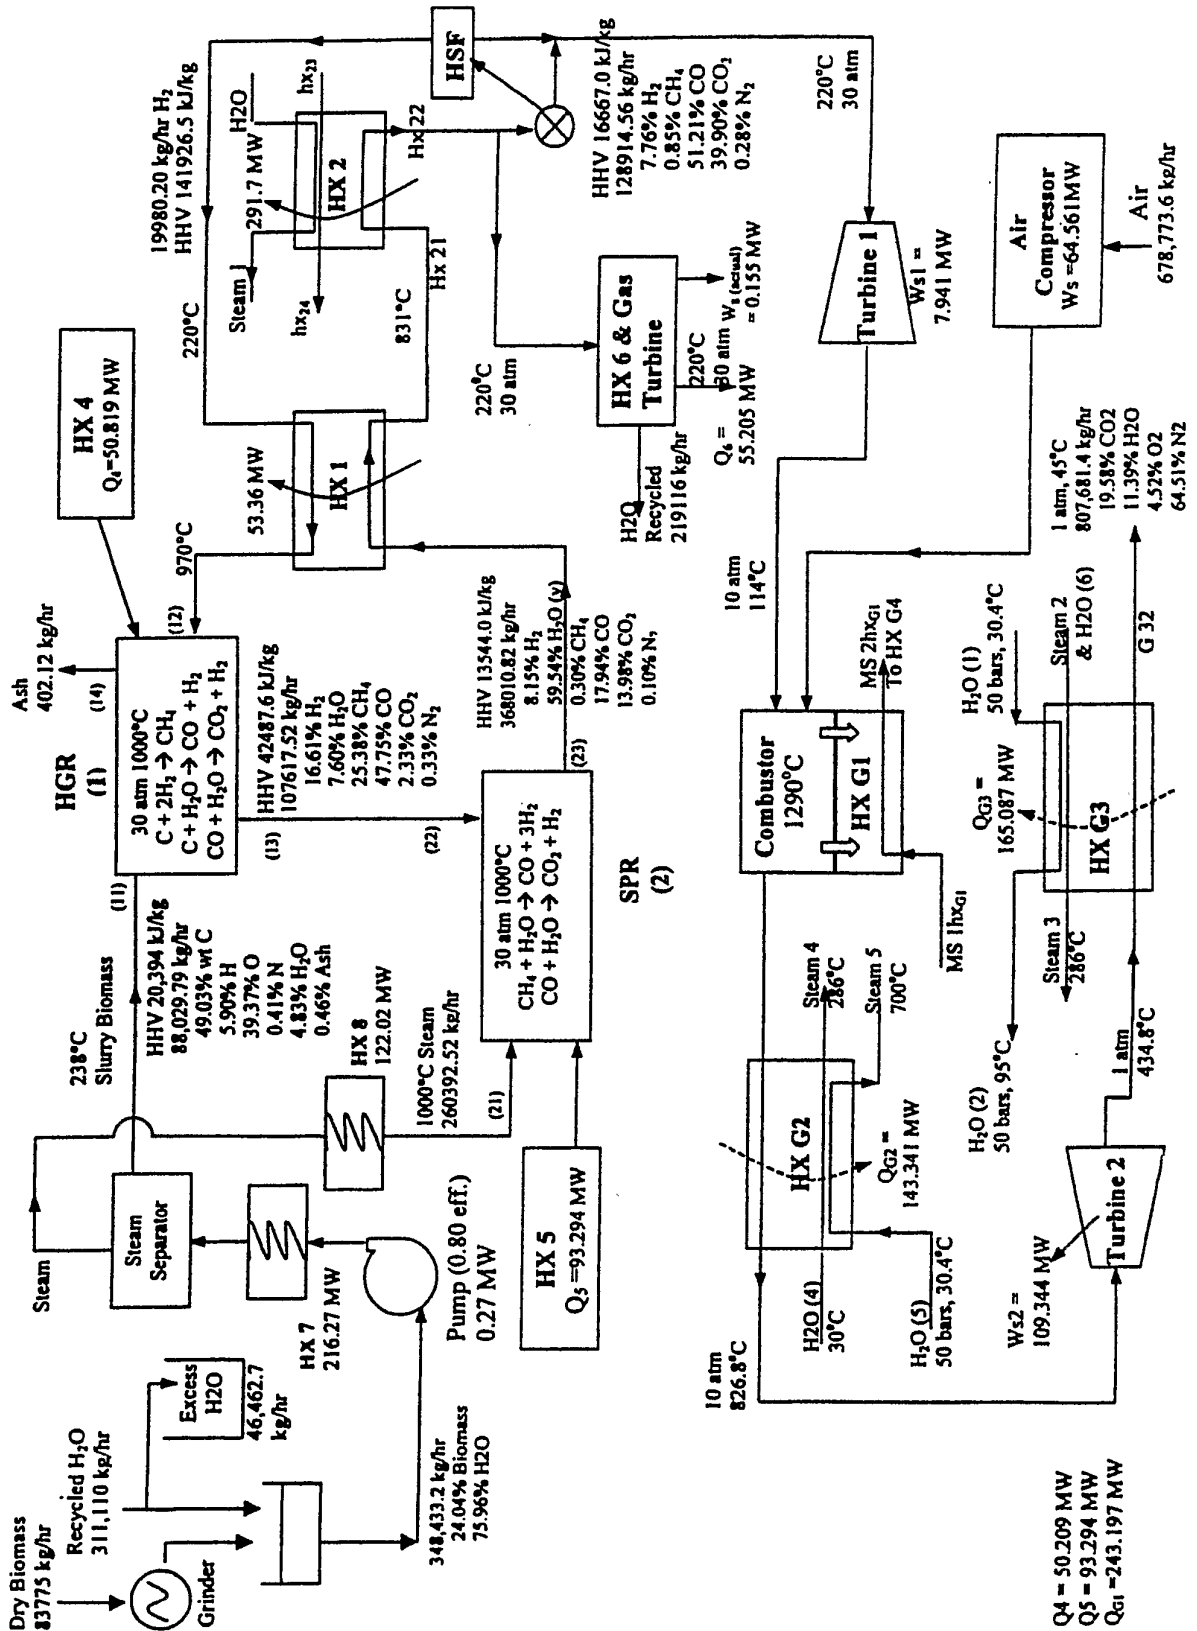 Dry Biomass
83775 kg/hr
Recycled H₂O
311,110 kg/hr
Grinder
Excess
H2O
46,462.7
kg/hr
348,433.2 kg/hr
24.04% Biomass
75.96% H2O
Pump (0.80 eff.)
0.27 MW
HX 7
216.27 MW
Steam
Separator
Steam
238°C
Slurry Biomass
HHV 20,394 kJ/kg
88,029.79 kg/hr
49.03% wt C
5.90% H
39.37% O
0.41% N
4.83% H₂O
0.46% Ash
HX 8
122.02 MW
1000°C Steam
260392.52 kg/hr
(21)
HX 5
Q₅ =93.294 MW
(11)
HGR
(1)
30 atm 1000°C
C + 2H₂ → CH₄
C + H₂O → CO + H₂
CO + H₂O → CO₂ + H₂
(14)
Ash
402.12 kg/hr
(12)
970°C
HX 4
Q₄=50.819 MW
(13)
HHV 42487.6 kJ/kg
107617.52 kg/hr
16.61% H₂
7.60% H₂O
25.38% CH₄
47.75% CO
2.33% CO₂
0.33% N₂
(22)
30 atm 1000°C
CH₄ + H₂O → CO + 3H₂
CO + H₂O → CO₂ + H₂
SPR
(2)
(23)
HHV 13544.0 kJ/kg
368010.82 kg/hr
8.15% H₂
59.54% H₂O (v)
0.30% CH₄
17.94% CO
13.98% CO₂
0.10% N₂
53.36 MW
HX 1
220°C
831°C
Hx 21
19980.20 kg/hr H₂
HHV 141926.5 kJ/kg
Steam
hx₂₄
291.7 MW
H2O
HX 2
hx₂₃
Hx 22
HSF
HHV 16667.0 kJ/kg
128914.56 kg/hr
7.76% H₂
0.85% CH₄
51.21% CO
39.90% CO₂
0.28% N₂
220°C
30 atm
HX 6 & Gas
Turbine
H2O
Recycled
219116 kg/hr
Q₆ =
55.205 MW
220°C
30 atm
W_s (actual)
= 0.155 MW
220°C
30 atm
Turbine 1
Ws1 =
7.941 MW
10 atm
114°C
Air
Compressor
Ws =64.561MW
Air
678,773.6 kg/hr
Combustor
1290°C
HX G1
MS 2hx_G1
To HX G4
MS 1hx_G1
10 atm
826.8°C
HX G2
H2O (4)
30°C
Steam 4
286°C
Steam 5
700°C
H₂O (5)
50 bars, 30.4°C
Q_G2 =
143.341 MW
Ws2 =
109.344 MW
Turbine 2
1 atm
434.8°C
H₂O (2)
50 bars, 95°C
Steam 3
286°C
Q_G3 =
165.087 MW
HX G3
H₂O (1)
50 bars, 30.4°C
Steam 2
& H2O (6)
G 32
1 atm, 45°C
807,681.4 kg/hr
19.58% CO2
11.39% H2O
4.52% O2
64.51% N2
Q4 = 50.209 MW
Q5 = 93.294 MW
Q_G1 =243.197 MW